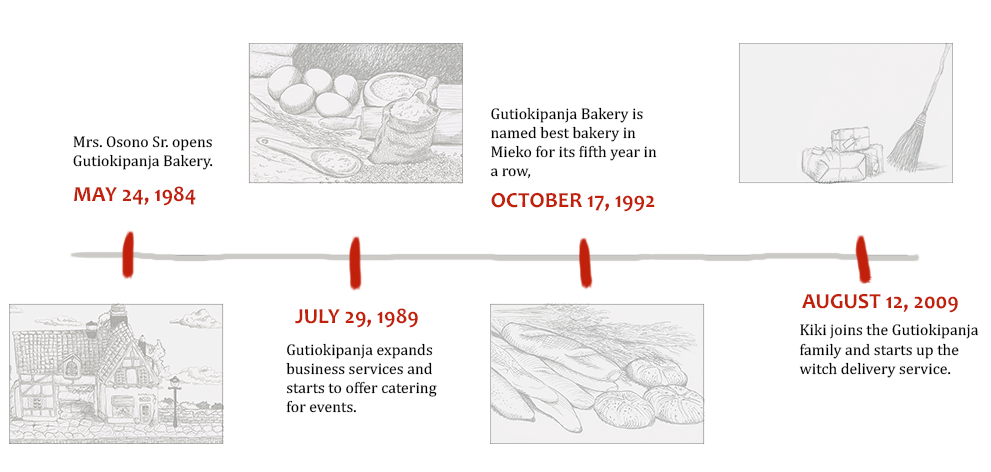 Mrs. Osono Sr. opens
Gutiokipanja Bakery.
MAY 24, 1984
JULY 29, 1989
Gutiokipanja expands
business services and
starts to offer catering
for events.
Gutiokipanja Bakery is
named best bakery in
Mieko for its fifth year in
a row,
OCTOBER 17, 1992
AUGUST 12, 2009
Kiki joins the Gutiokipanja
family and starts up the
witch delivery service.